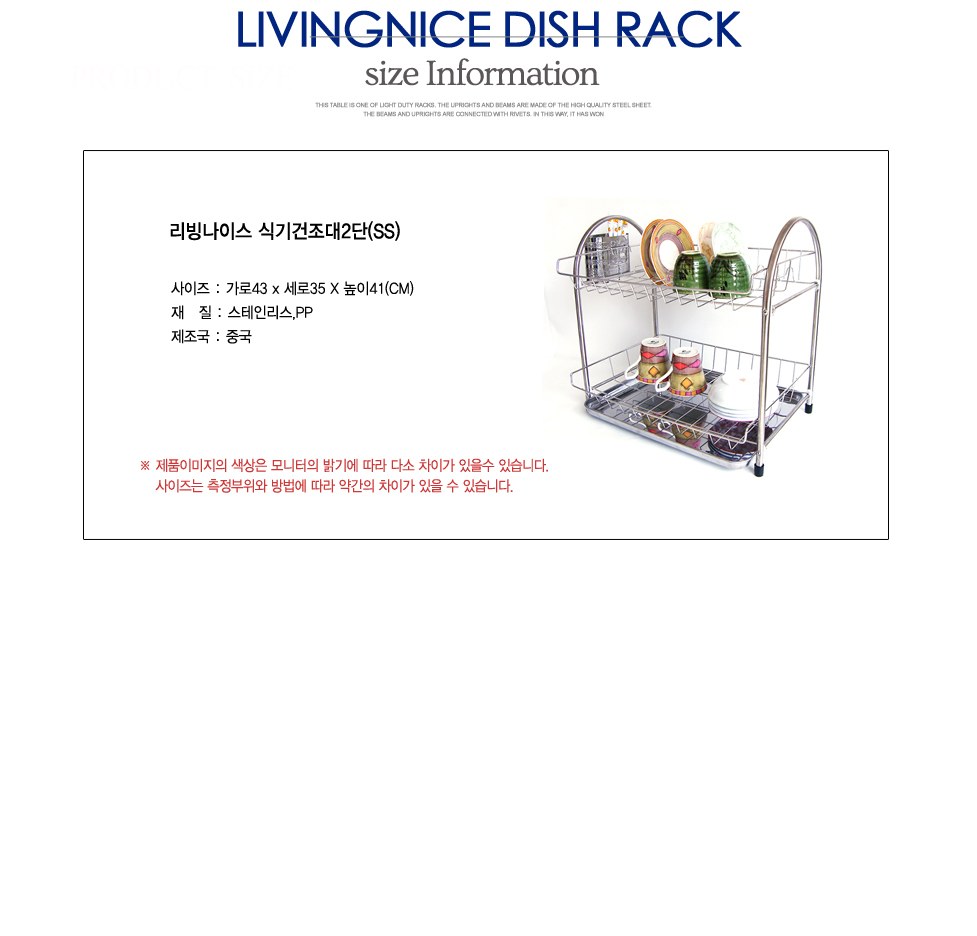 LIVINGNICE DISH RACK
size Information
THIS TABLE IS ONE OF LIGHT DUTY RACKS. THE UPRIGHTS AND BEAMS ARE MADE OF THE HIGH QUALITY STEEL SHEET.
THE BEAMS AND UPRIGHTS ARE CONNECTED WITH RIVETS. IN THIS WAY, IT HAS WON
리빙나이스 식기건조대2단(SS)
사이즈 : 가로43 x 세로35 X 높이41(CM)
재 질 : 스테인리스,PP
제조국 : 중국
※ 제품이미지의 색상은 모니터의 밝기에 따라 다소 차이가 있을수 있습니다.
사이즈는 측정부위와 방법에 따라 약간의 차이가 있을 수 있습니다.